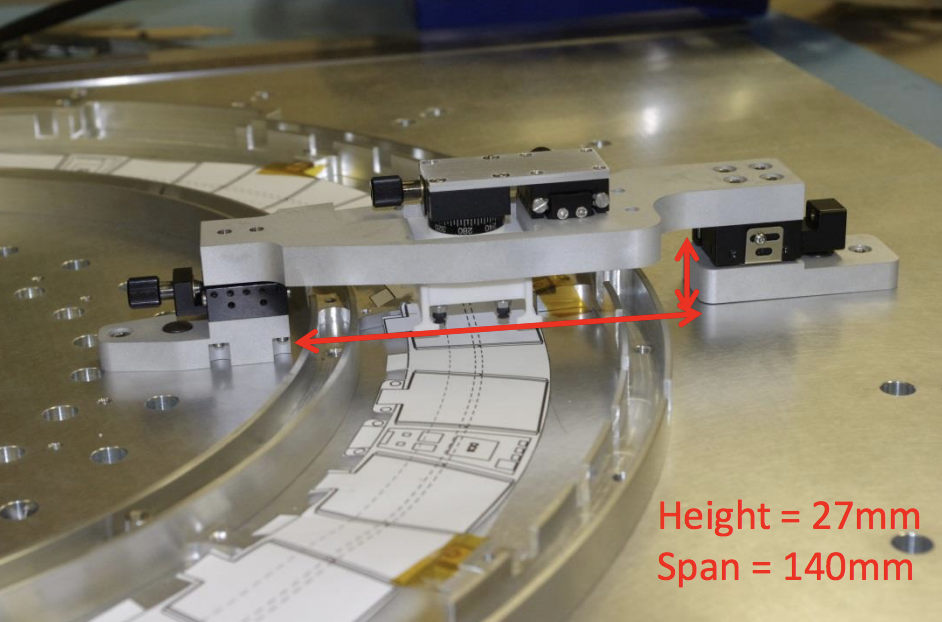 Height = 27mm
Span = 140mm